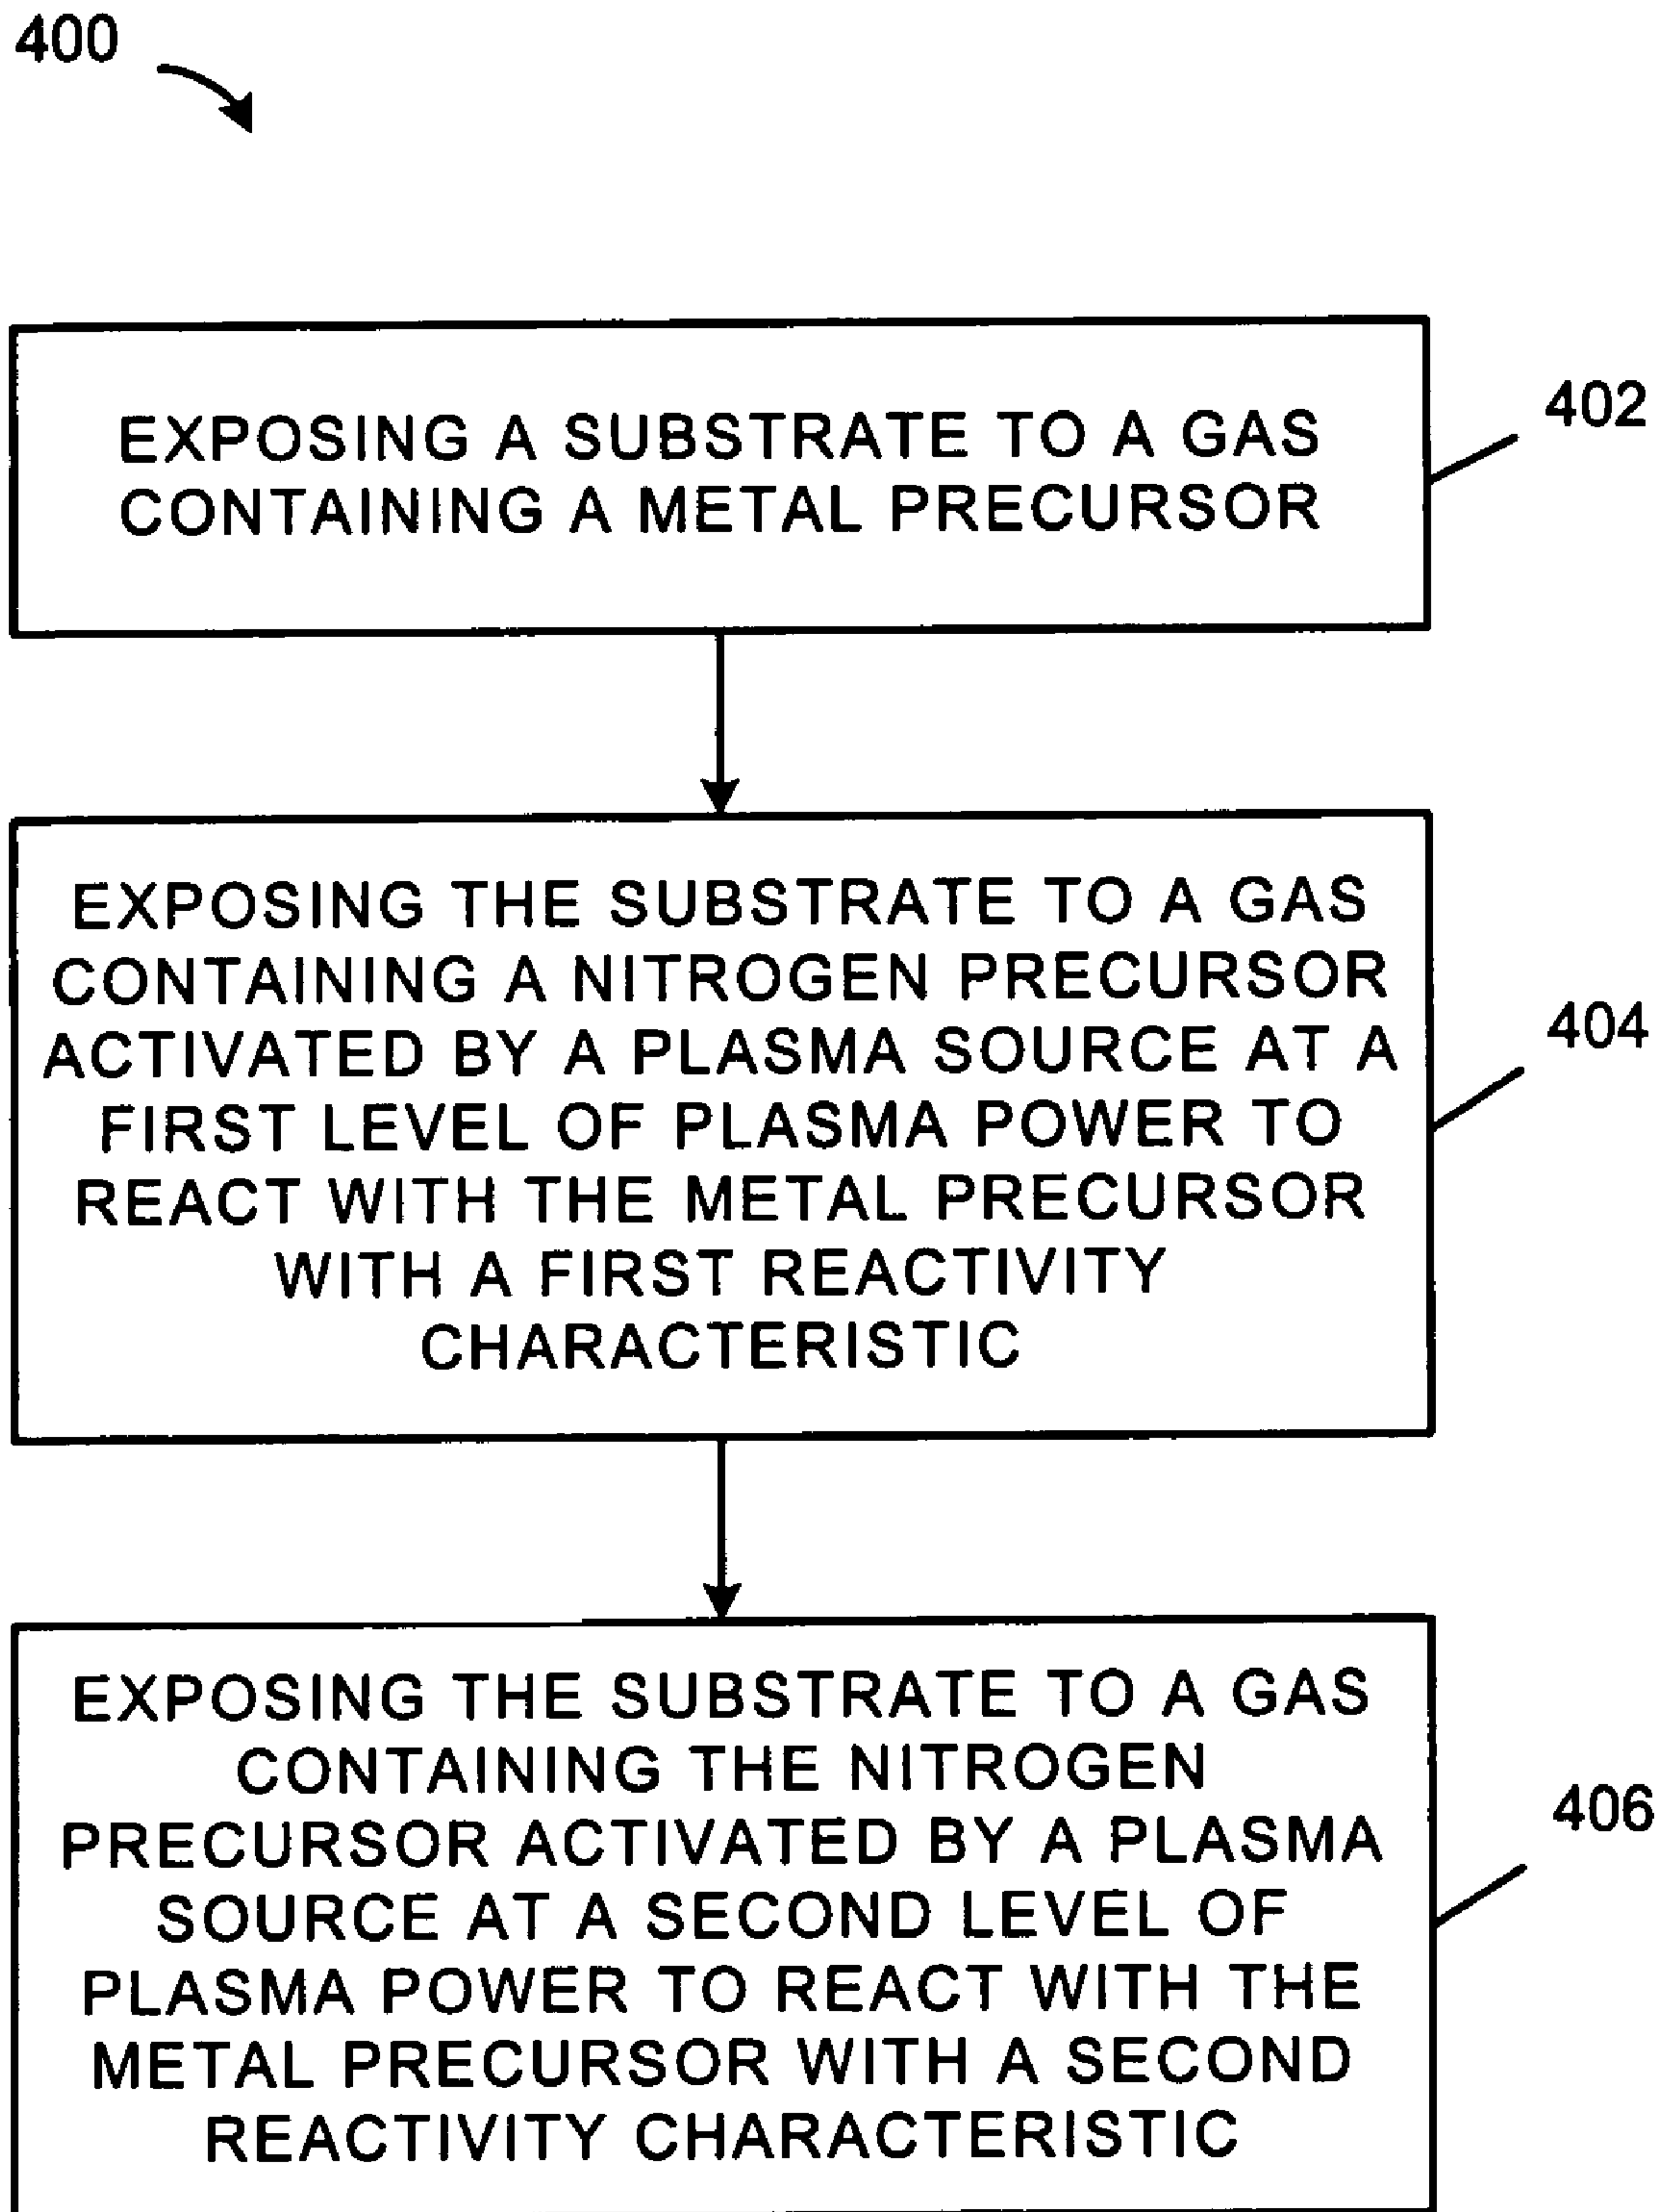 400
EXPOSING A SUBSTRATE TO A GAS
CONTAINING A METAL PRECURSOR
402
EXPOSING THE SUBSTRATE TO A GAS
CONTAINING A NITROGEN PRECURSOR
ACTIVATED BY A PLASMA SOURCE AT A
FIRST LEVEL OF PLASMA POWER TO
REACT WITH THE METAL PRECURSOR
WITH A FIRST REACTIVITY
CHARACTERISTIC
404
EXPOSING THE SUBSTRATE TO A GAS
CONTAINING THE NITROGEN
PRECURSOR ACTIVATED BY A PLASMA
SOURCE AT A SECOND LEVEL OF
PLASMA POWER TO REACT WITH THE
METAL PRECURSOR WITH A SECOND
REACTIVITY CHARACTERISTIC
406